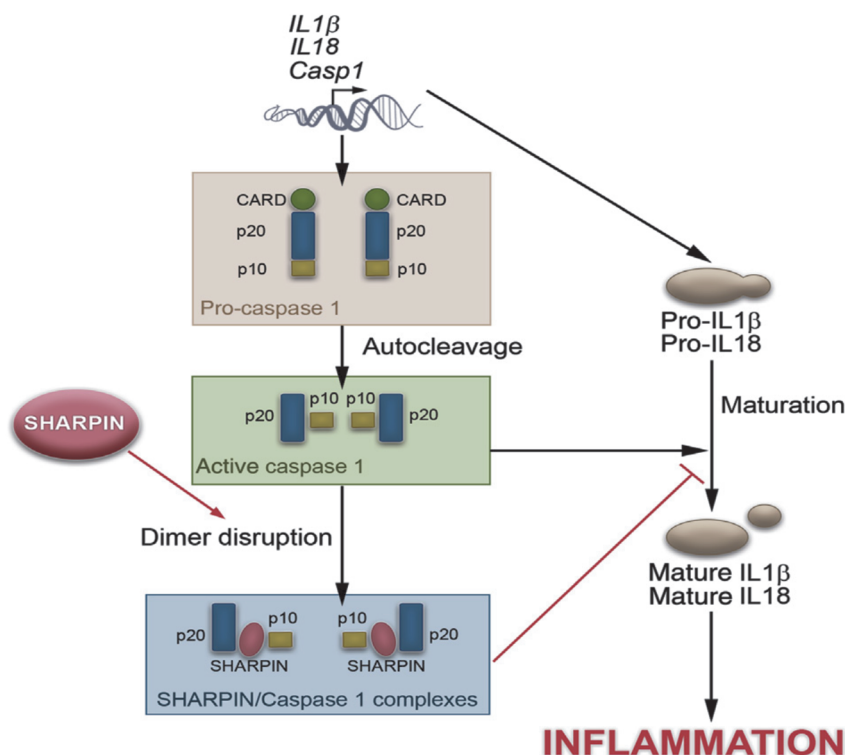 IL1β
IL18
Casp1
CARD CARD
p20 p20
p10 p10
Pro-caspase 1
Pro-IL1β
Pro-IL18
Autocleavage
Maturation
p20 p10 p10 p20
Active caspase 1
SHARPIN
Dimer disruption
Mature IL1β
Mature IL18
p20 p10 p10 p20
SHARPIN SHARPIN
SHARPIN/Caspase 1 complexes
INFLAMMATION